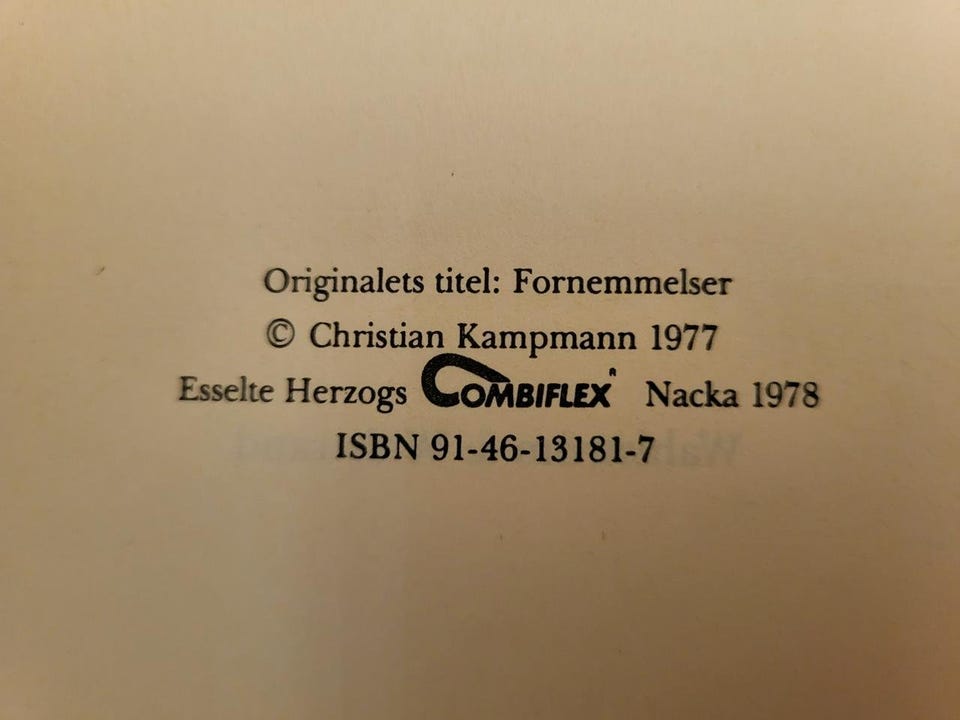 Originalets titel: Fornemmelser
© Christian Kampmann 1977
Esselte Herzogs COMBIFLEX® Nacka 1978
ISBN 91-46-13181-7